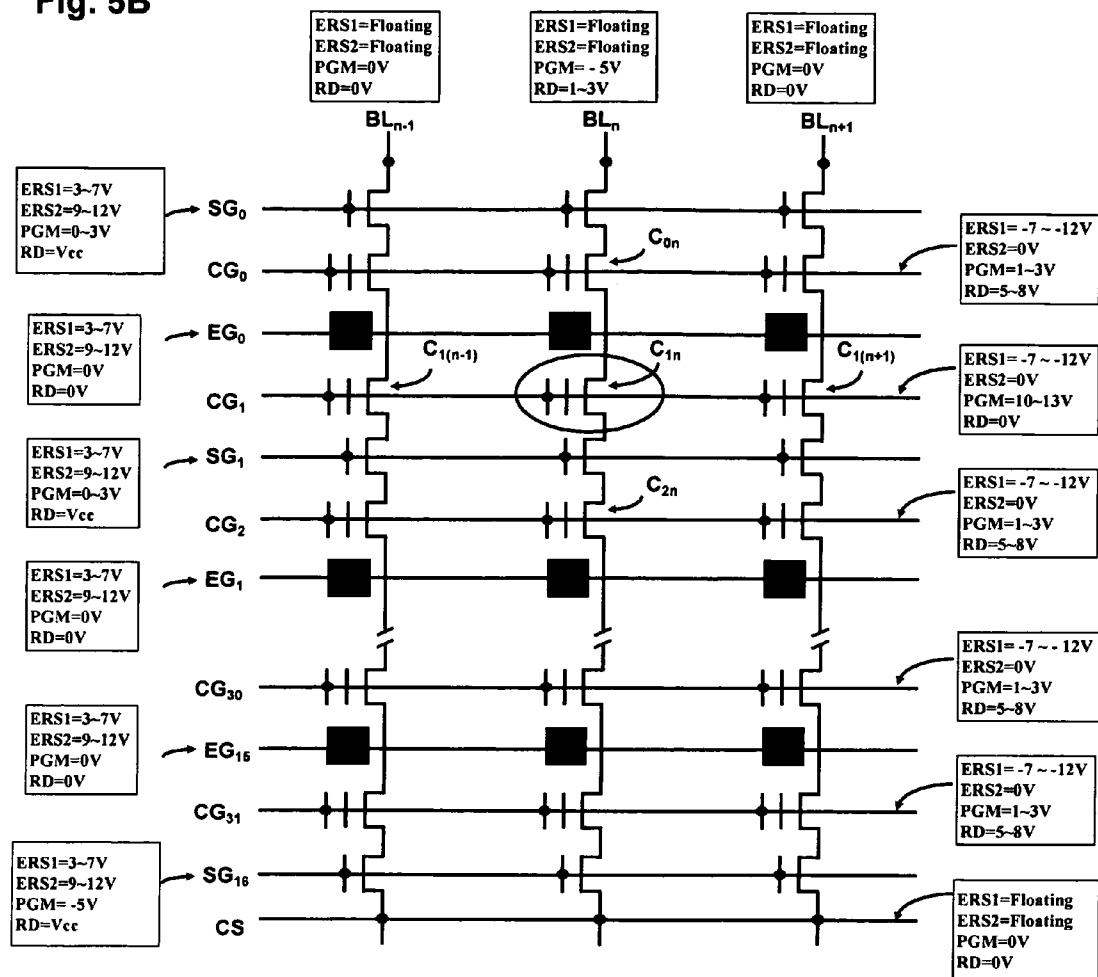 Fig. 5B
ERS1=Floating
ERS2=Floating
PGM=0V
RD=0V
ERS1=Floating
ERS2=Floating
PGM= - 5V
RD=1~3V
ERS1=Floating
ERS2=Floating
PGM=0V
RD=0V
BLn-1
BLn
BLn+1
ERS1=3~7V
ERS2=9~12V
PGM=0~3V
RD=Vcc
SG0
C0n
CG0
ERS1= -7 ~ -12V
ERS2=0V
PGM=1~3V
RD=5~8V
ERS1=3~7V
ERS2=9~12V
PGM=0V
RD=0V
EG0
C1(n-1)
C1n
C1(n+1)
CG1
ERS1= -7 ~ -12V
ERS2=0V
PGM=10~13V
RD=0V
ERS1=3~7V
ERS2=9~12V
PGM=0~3V
RD=Vcc
SG1
C2n
CG2
ERS1= -7 ~ -12V
ERS2=0V
PGM=1~3V
RD=5~8V
ERS1=3~7V
ERS2=9~12V
PGM=0V
RD=0V
EG1
CG30
ERS1= -7 ~ - 12V
ERS2=0V
PGM=1~3V
RD=5~8V
ERS1=3~7V
ERS2=9~12V
PGM=0V
RD=0V
EG15
CG31
ERS1= -7 ~ -12V
ERS2=0V
PGM=1~3V
RD=5~8V
ERS1=3~7V
ERS2=9~12V
PGM= -5V
RD=Vcc
SG16
CS
ERS1=Floating
ERS2=Floating
PGM=0V
RD=0V